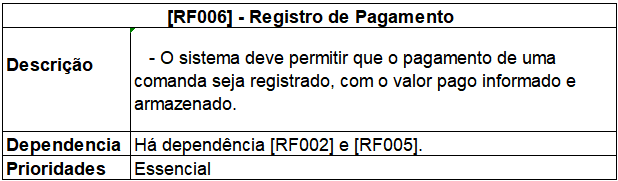 [RF006] - Registro de Pagamento
Descrição
- O sistema deve permitir que o pagamento de uma
comanda seja registrado, com o valor pago informado e
armazenado.
Dependencia Há dependência [RF002] e [RF005].
Prioridades Essencial